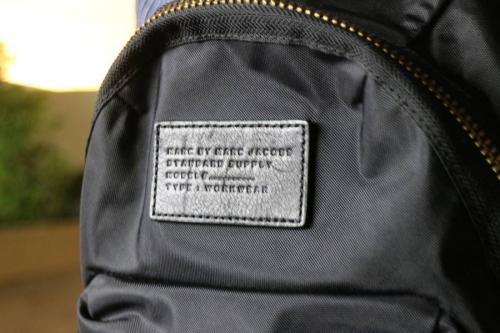 MARC BY MARC JACOBS
STANDARD SUPPLY
MODEL
TYPE : WORKWEAR